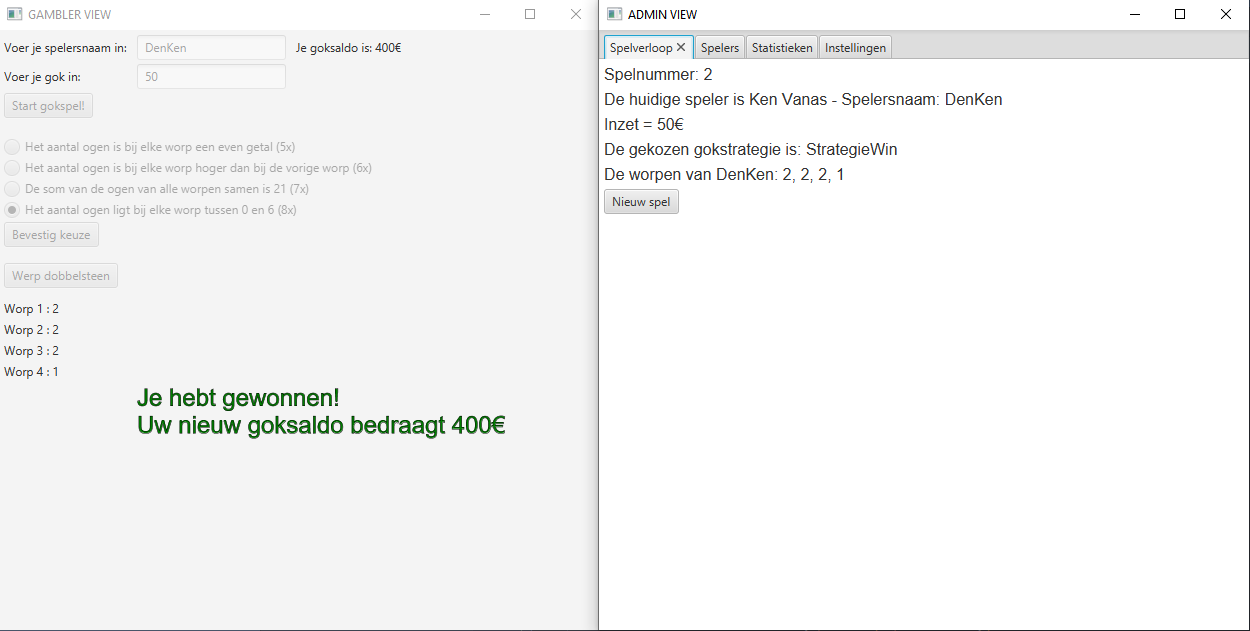 GAMBLER VIEW
Voer je spelersnaam in: DenKen Je goksaldo is: 400€
Voer je gok in: 50
Start gokspel!
Het aantal ogen is bij elke worp een even getal (5x)
Het aantal ogen is bij elke worp hoger dan bij de vorige worp (6x)
De som van de ogen van alle worpen samen is 21 (7x)
Het aantal ogen ligt bij elke worp tussen 0 en 6 (8x)
Bevestig keuze
Werp dobbelsteen
Worp 1 : 2
Worp 2 : 2
Worp 3 : 2
Worp 4 : 1
Je hebt gewonnen!
Uw nieuw goksaldo bedraagt 400€
ADMIN VIEW
Spelverloop Spelers Statistieken Instellingen
Spelnummer: 2
De huidige speler is Ken Vanas - Spelersnaam: DenKen
Inzet = 50€
De gekozen gokstrategie is: StrategieWin
De worpen van DenKen: 2, 2, 2, 1
Nieuw spel